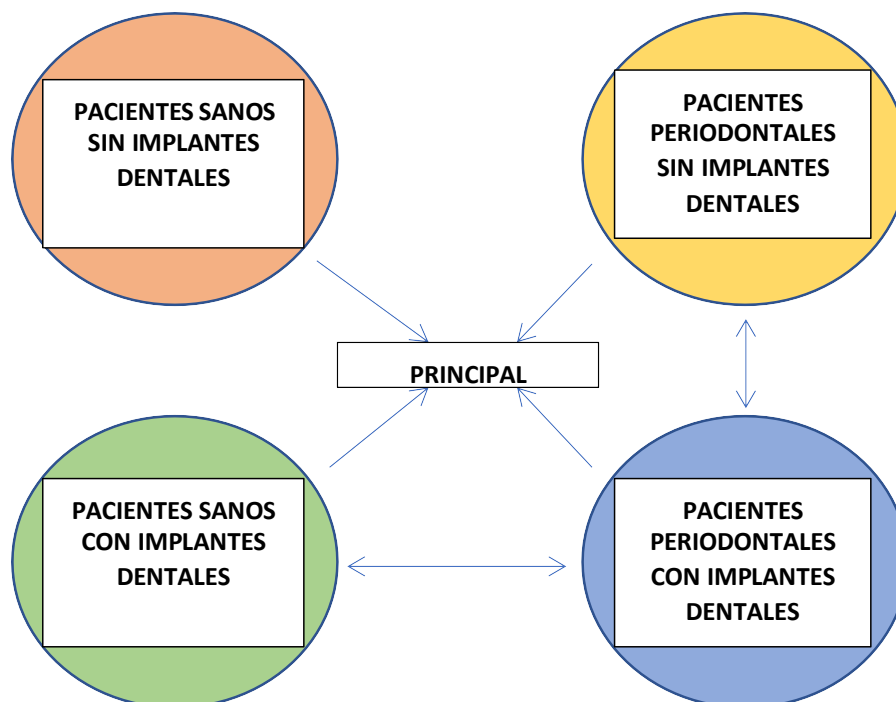 PACIENTES SANOS
SIN IMPLANTES
DENTALES
PACIENTES
PERIODONTALES
SIN IMPLANTES
DENTALES
PRINCIPAL
PACIENTES SANOS
CON IMPLANTES
DENTALES
PACIENTES
PERIODONTALES
CON IMPLANTES
DENTALES